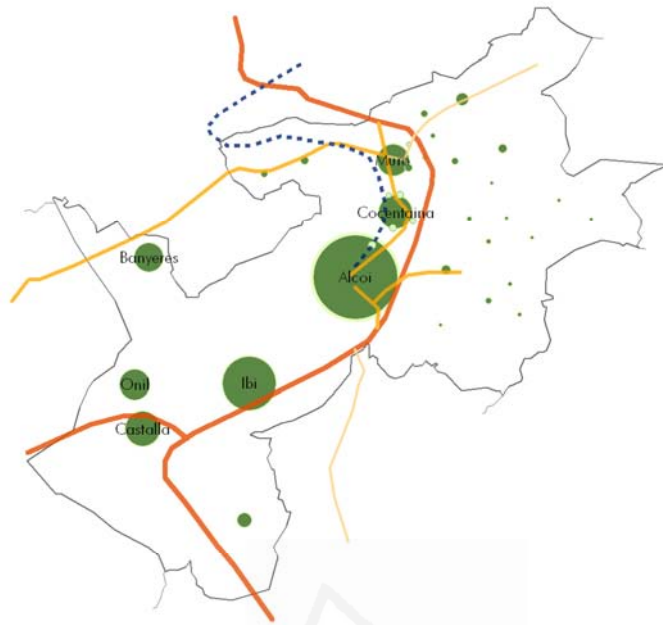 Muro
Cocentaina
Alcoi
Banyeres
Onil
Ibi
Castalla